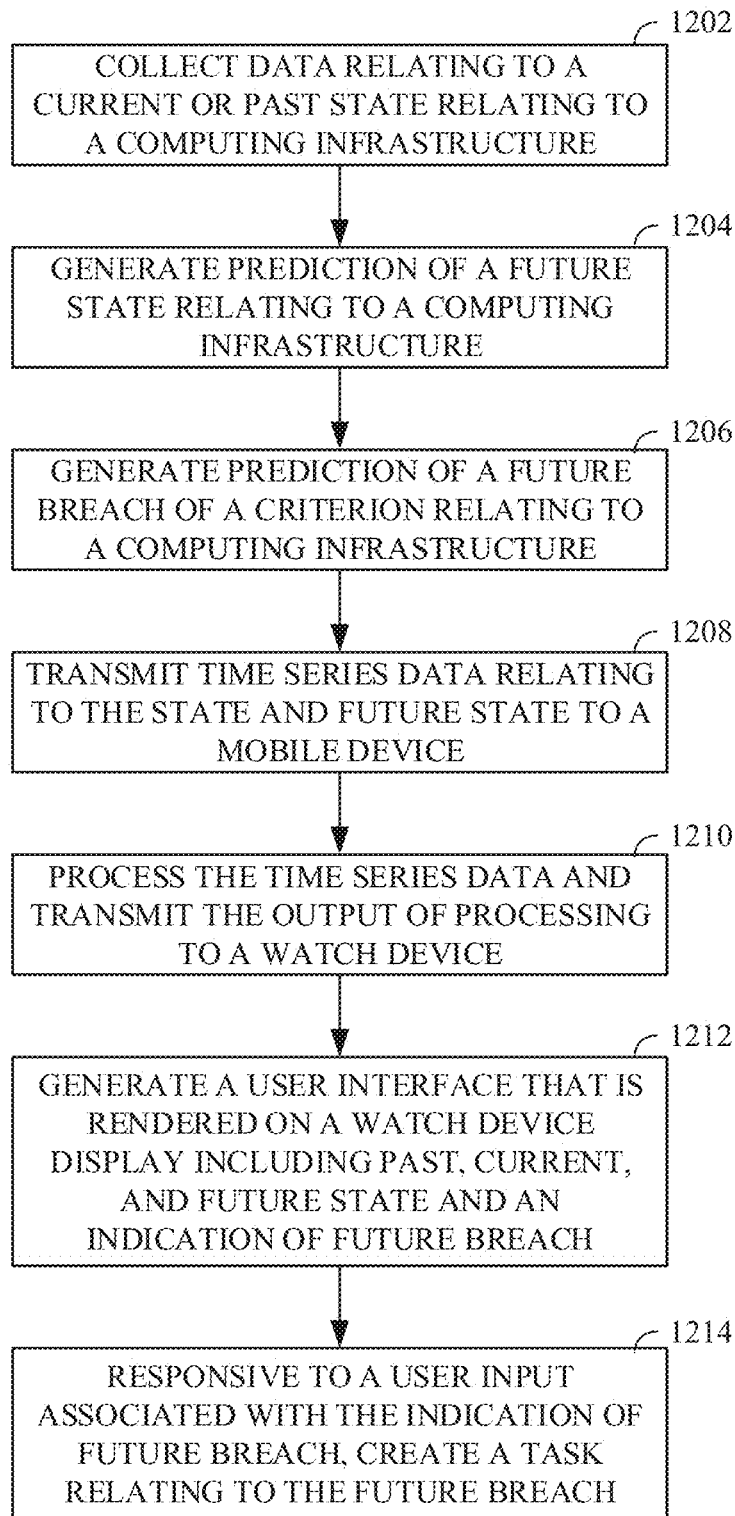 1202
COLLECT DATA RELATING TO A
CURRENT OR PAST STATE RELATING TO
A COMPUTING INFRASTRUCTURE
1204
GENERATE PREDICTION OF A FUTURE
STATE RELATING TO A COMPUTING
INFRASTRUCTURE
1206
GENERATE PREDICTION OF A FUTURE
BREACH OF A CRITERION RELATING TO
A COMPUTING INFRASTRUCTURE
1208
TRANSMIT TIME SERIES DATA RELATING
TO THE STATE AND FUTURE STATE TO A
MOBILE DEVICE
1210
PROCESS THE TIME SERIES DATA AND
TRANSMIT THE OUTPUT OF PROCESSING
TO A WATCH DEVICE
1212
GENERATE A USER INTERFACE THAT IS
RENDERED ON A WATCH DEVICE
DISPLAY INCLUDING PAST, CURRENT,
AND FUTURE STATE AND AN
INDICATION OF FUTURE BREACH
1214
RESPONSIVE TO A USER INPUT
ASSOCIATED WITH THE INDICATION OF
FUTURE BREACH, CREATE A TASK
RELATING TO THE FUTURE BREACH